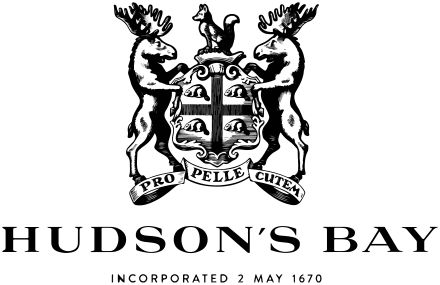 PRO PELLE CUTEM
HUDSON'S BAY
INCORPORATED 2 MAY 1670